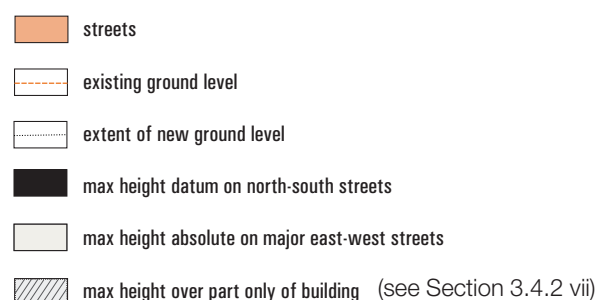 streets
existing ground level
extent of new ground level
max height datum on north-south streets
max height absolute on major east-west streets
max height over part only of building (see Section 3.4.2 vii)